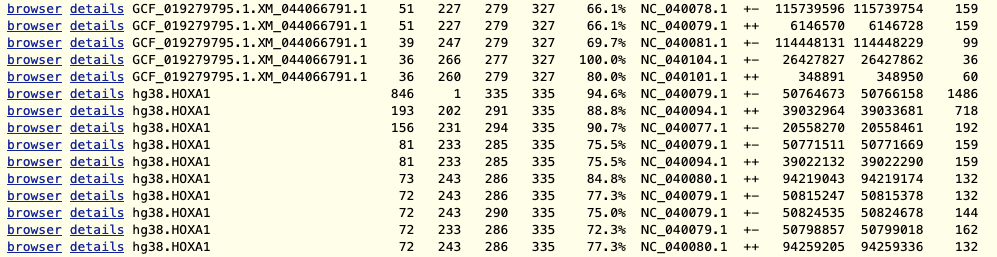 browser details GCF_019279795.1.XM_044066791.1 51 227 279 327 66.1% NC_040078.1 +- 115739596 115739754 159
browser details GCF_019279795.1.XM_044066791.1 51 227 279 327 66.1% NC_040079.1 ++ 6146570 6146728 159
browser details GCF_019279795.1.XM_044066791.1 39 247 279 327 69.7% NC_040081.1 +- 114448131 114448229 99
browser details GCF_019279795.1.XM_044066791.1 36 266 277 327 100.0% NC_040104.1 +- 26427827 26427862 36
browser details GCF_019279795.1.XM_044066791.1 36 260 279 327 80.0% NC_040101.1 ++ 348891 348950 60
browser details hg38.HOXA1 846 1 335 335 94.6% NC_040079.1 +- 50764673 50766158 1486
browser details hg38.HOXA1 193 202 291 335 88.8% NC_040094.1 ++ 39032964 39033681 718
browser details hg38.HOXA1 156 231 294 335 90.7% NC_040077.1 +- 20558270 20558461 192
browser details hg38.HOXA1 81 233 285 335 75.5% NC_040079.1 +- 50771511 50771669 159
browser details hg38.HOXA1 81 233 285 335 75.5% NC_040094.1 ++ 39022132 39022290 159
browser details hg38.HOXA1 73 243 286 335 84.8% NC_040080.1 ++ 94219043 94219174 132
browser details hg38.HOXA1 72 243 286 335 77.3% NC_040079.1 +- 50815247 50815378 132
browser details hg38.HOXA1 72 243 290 335 75.0% NC_040079.1 +- 50824535 50824678 144
browser details hg38.HOXA1 72 233 286 335 72.3% NC_040079.1 +- 50798857 50799018 162
browser details hg38.HOXA1 72 243 286 335 77.3% NC_040080.1 ++ 94259205 94259336 132